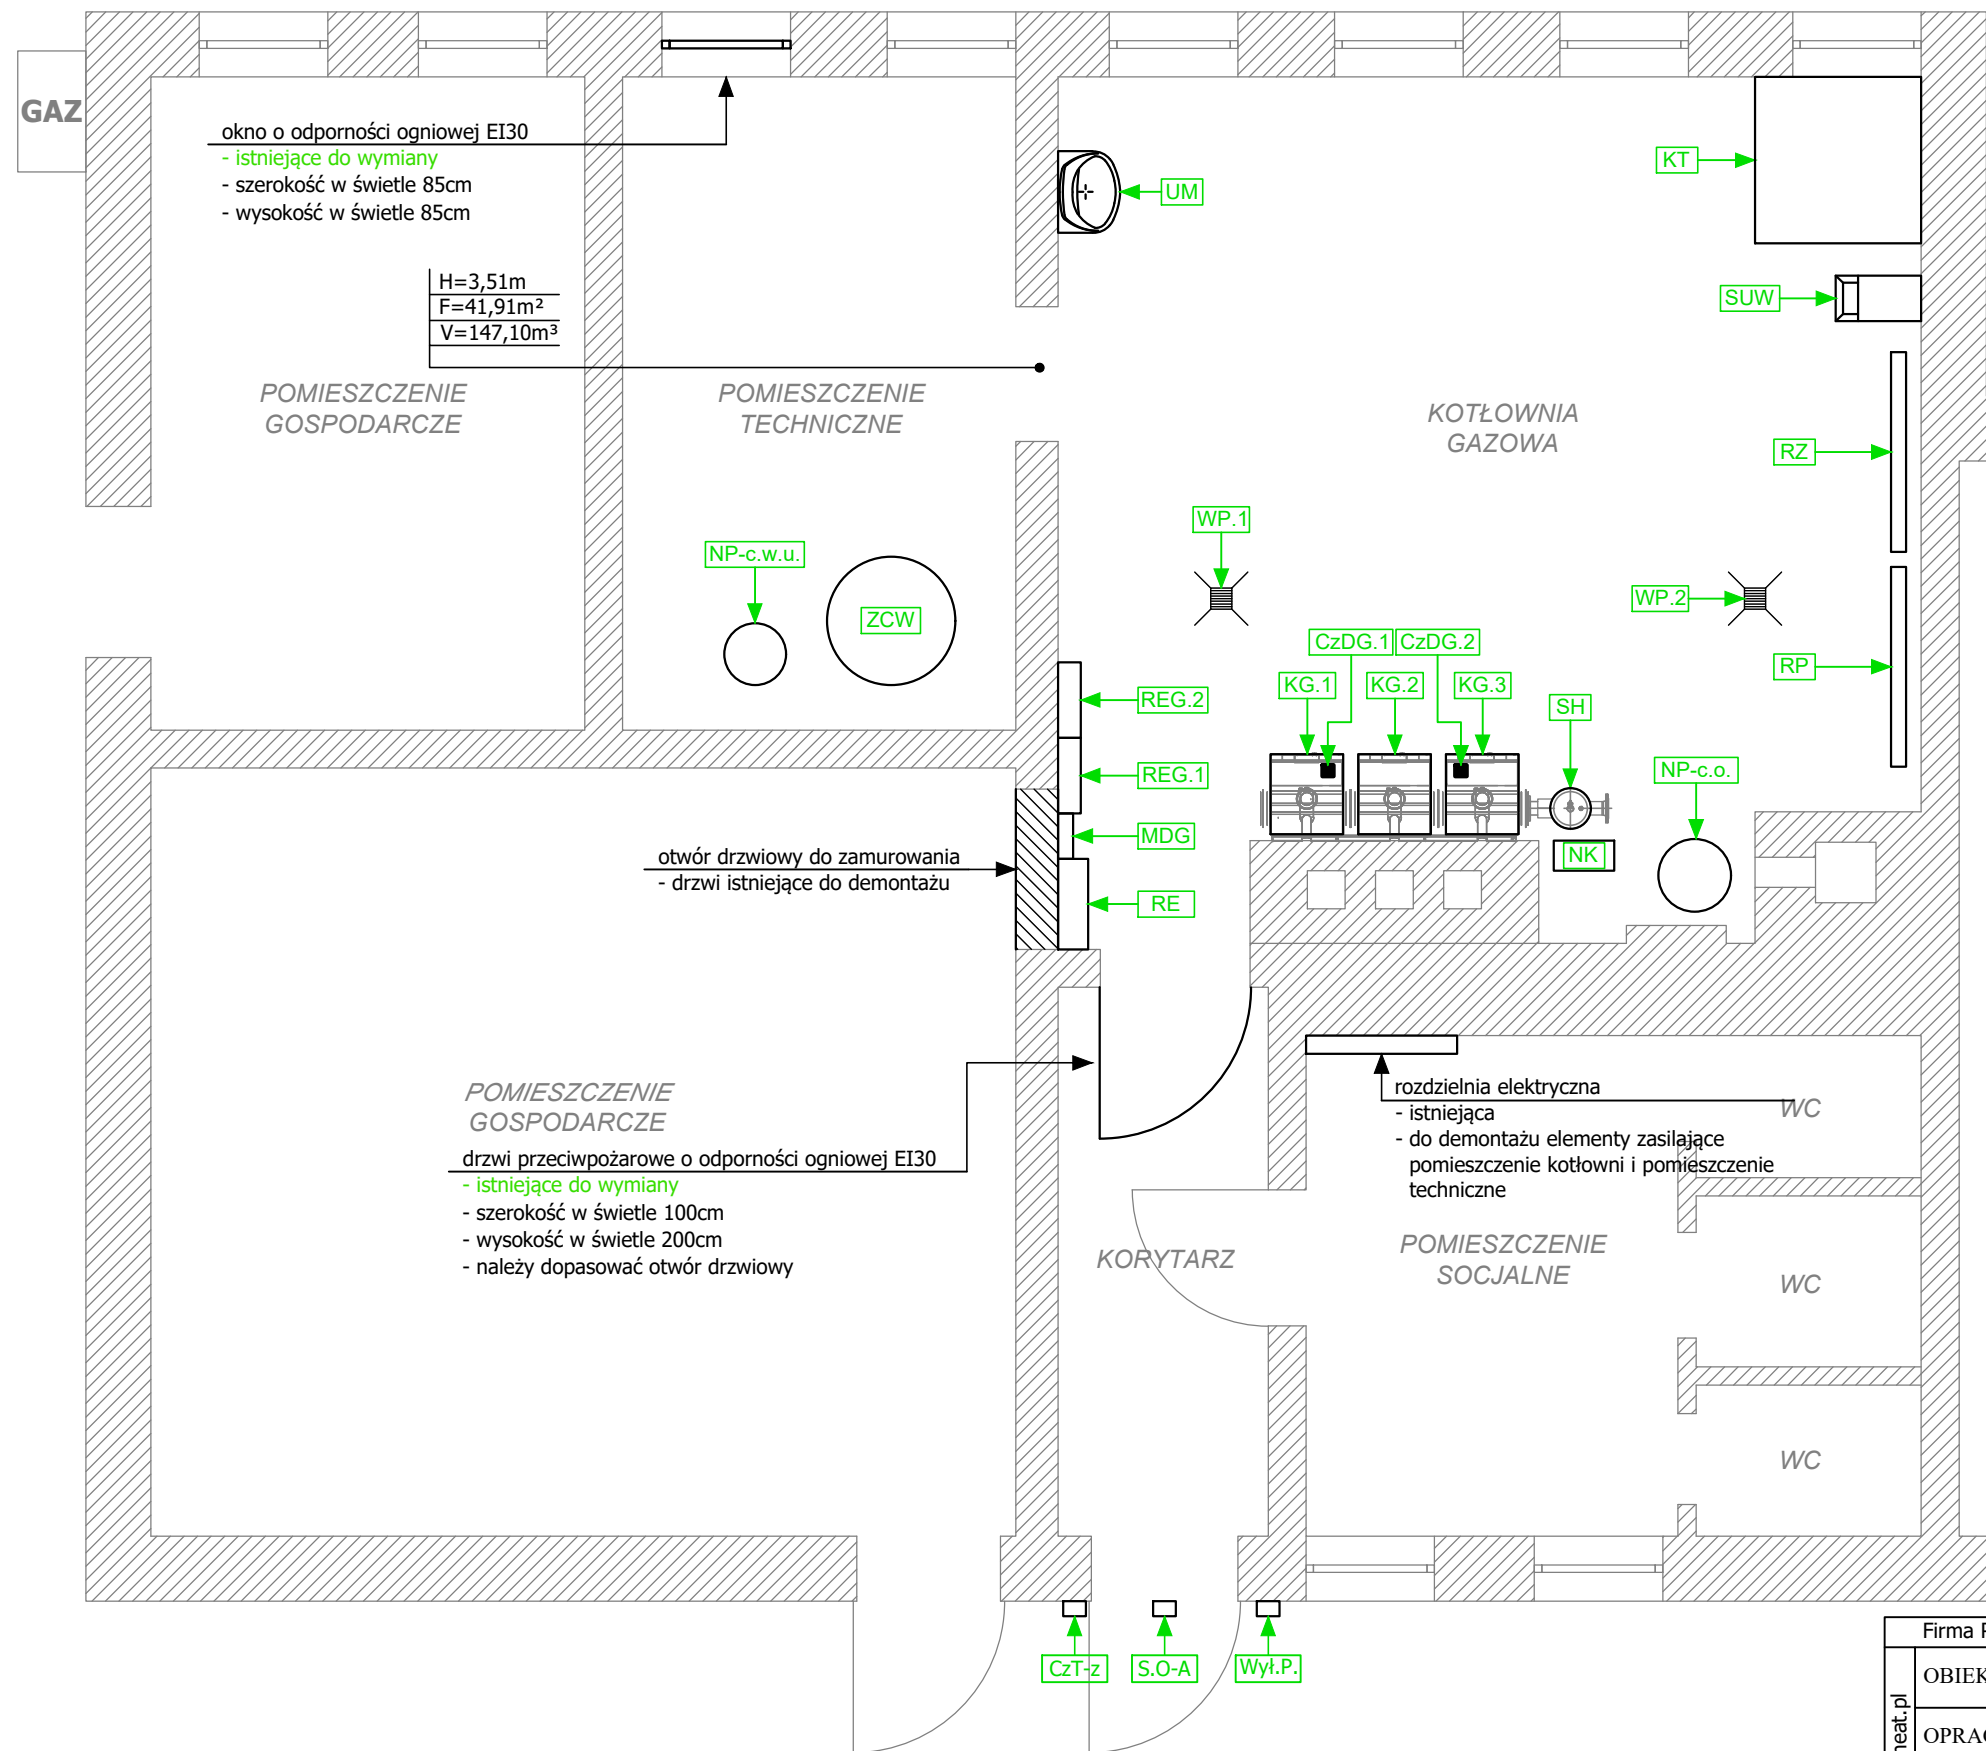 GAZ
okno o odporności ogniowej EI30
- istniejące do wymiany
- szerokość w świetle 85cm
- wysokość w świetle 85cm
H=3,51m
F=41,91m²
V=147,10m³
POMIESZCZENIE
GOSPODARCZE
POMIESZCZENIE
TECHNICZNE
KOTŁOWNIA
GAZOWA
UM
KT
SUW
RZ
WP.1
WP.2
RP
NP-c.w.u.
ZCW
CzDG.1
CzDG.2
KG.1
KG.2
KG.3
SH
NP-c.o.
NK
REG.2
REG.1
MDG
RE
otwór drzwiowy do zamurowania
- drzwi istniejące do demontażu
POMIESZCZENIE
GOSPODARCZE
drzwi przeciwpożarowe o odporności ogniowej EI30
- istniejące do wymiany
- szerokość w świetle 100cm
- wysokość w świetle 200cm
- należy dopasować otwór drzwiowy
rozdzielnia elektryczna
- istniejąca
- do demontażu elementy zasilające
pomieszczenie kotłowni i pomieszczenie
techniczne
WC
KORYTARZ
POMIESZCZENIE
SOCJALNE
WC
WC
CzT-z
S.O-A
Wył.P.
Firma